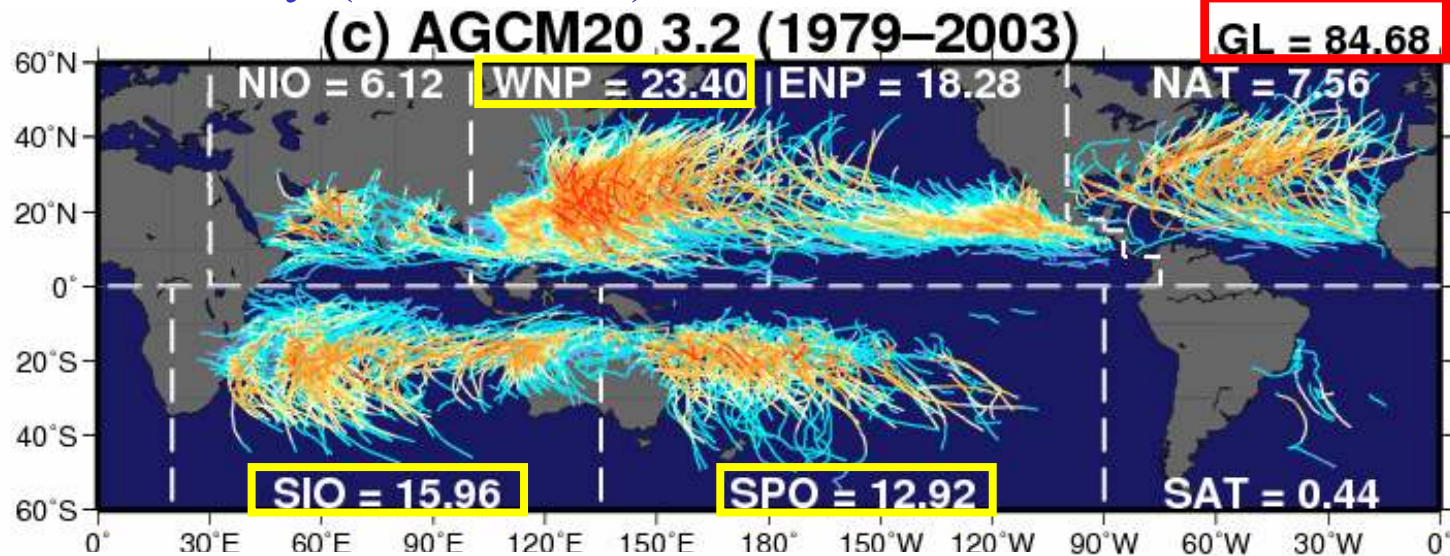 (c) AGCM20 3.2 (1979–2003)
GL = 84.68
60°N
NIO = 6.12
WNP = 23.40
ENP = 18.28
NAT = 7.56
40°N
20°N
0°
20°S
40°S
60°S
SIO = 15.96
SPO = 12.92
SAT = 0.44
0° 30°E 60°E 90°E 120°E 150°E 180° 150°W 120°W 90°W 60°W 30°W 0